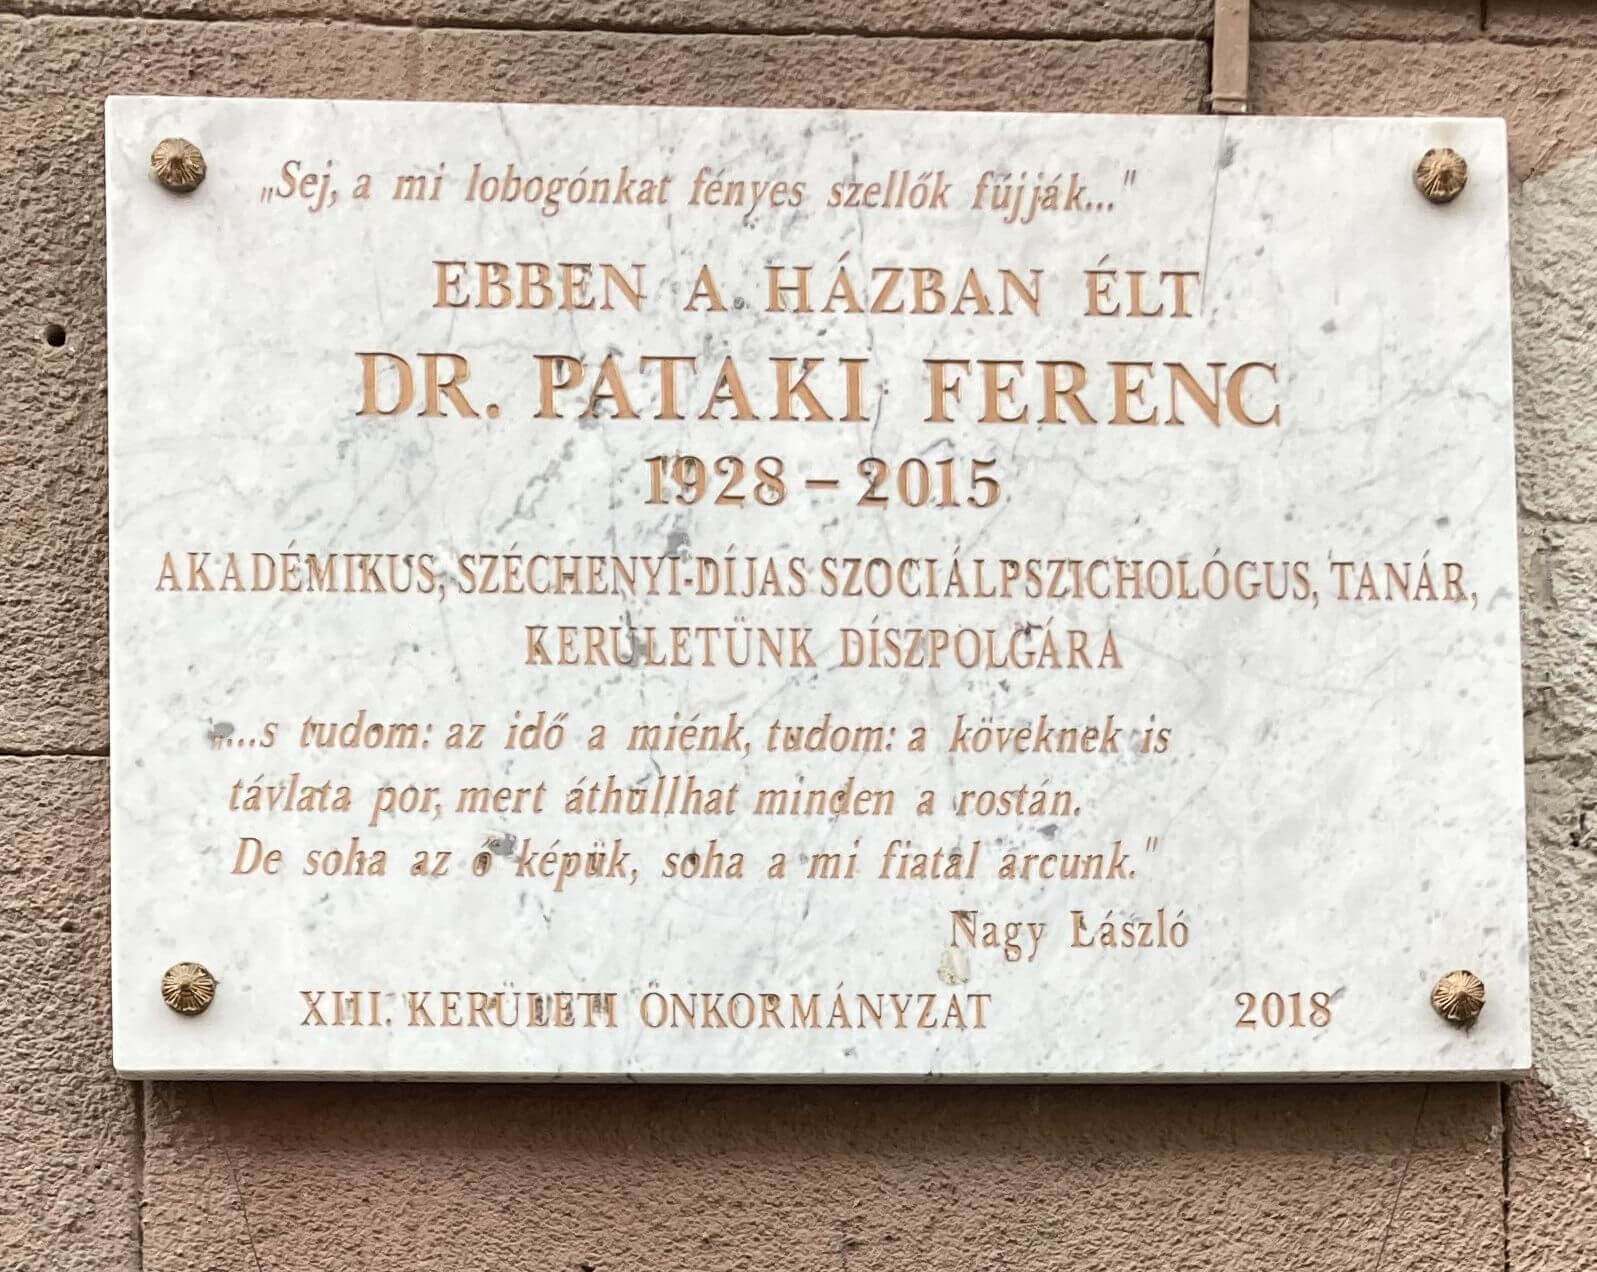 „Sej, a mi lobogónkat fényes szellők fújják..."
EBBEN A HÁZBAN ÉLT
DR. PATAKI FERENC
1928 – 2015
AKADÉMIKUS, SZÉCHENYI-DÍJAS SZOCIÁLPSZICHOLÓGUS, TANÁR,
KERÜLETÜNK DÍSZPOLGÁRA
„...s tudom: az idő a miénk, tudom: a köveknek is
távlata por, mert áthullhat minden a rostán.
De soha az ő képük, soha a mi fiatal arcunk."
Nagy László
XIII. KERÜLETI ÖNKORMÁNYZAT 2018